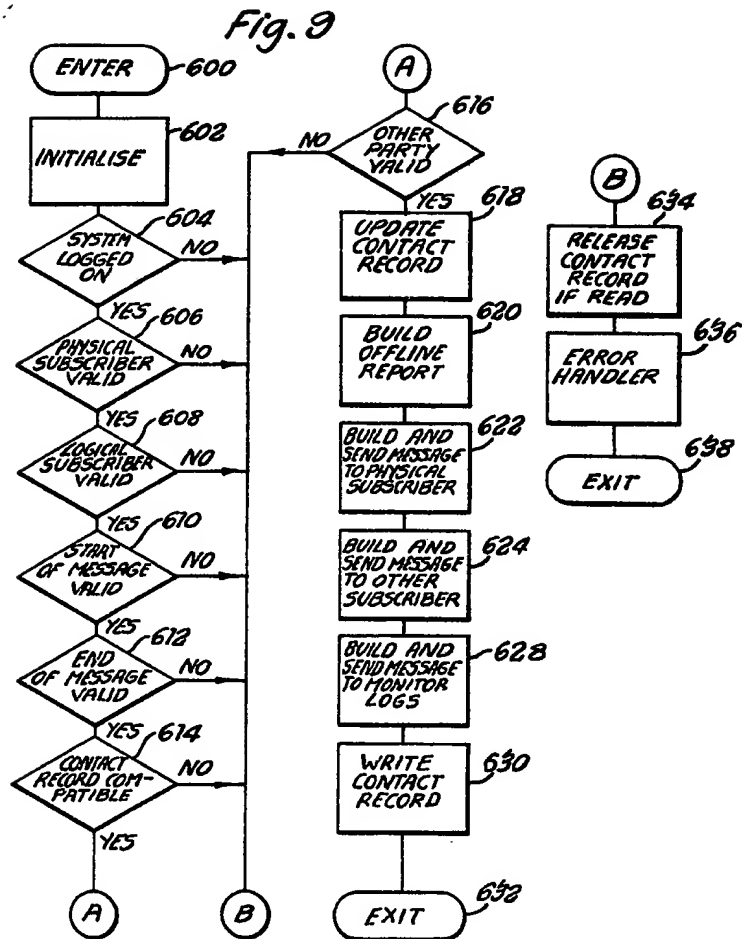 Fig. 9
ENTER
600
INITIALISE
602
SYSTEM
LOGGED
ON
604
NO
YES
PHYSICAL
SUBSCRIBER
VALID
606
NO
YES
LOGICAL
SUBSCRIBER
VALID
608
NO
YES
START
OF MESSAGE
VALID
610
NO
YES
END
OF MESSAGE
VALID
612
NO
YES
CONTACT
RECORD COM-
PATIBLE
614
NO
YES
A
B
A
OTHER
PARTY
VALID
616
NO
YES
UPDATE
CONTACT
RECORD
618
BUILD
OFFLINE
REPORT
620
BUILD AND
SEND MESSAGE
TO PHYSICAL
SUBSCRIBER
622
BUILD AND
SEND MESSAGE
TO OTHER
SUBSCRIBER
624
BUILD AND
SEND MESSAGE
TO MONITOR
LOGS
628
WRITE
CONTACT
RECORD
630
EXIT
632
B
RELEASE
CONTACT
RECORD
IF READ
634
ERROR
HANDLER
636
EXIT
638